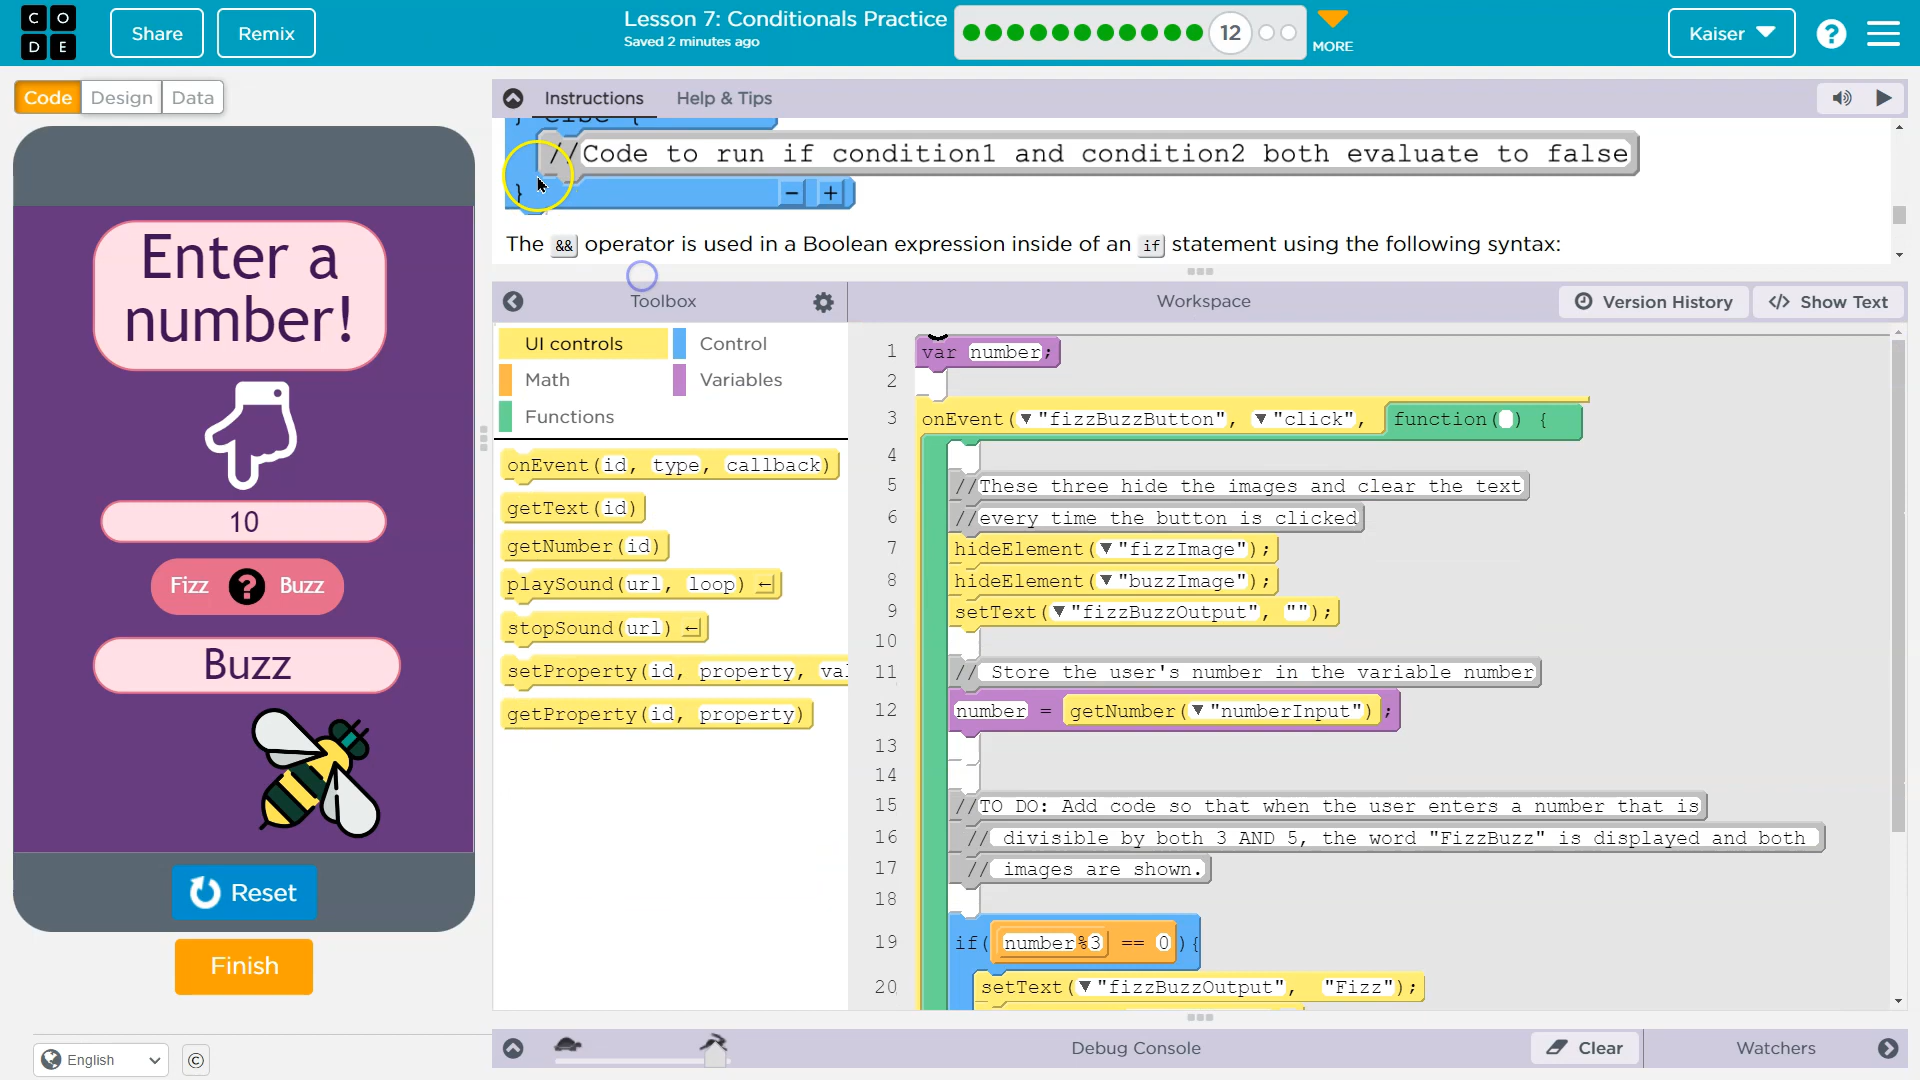 C O
D E
Share
Remix
Lesson 7: Conditionals Practice
Saved 2 minutes ago
12
MORE
Kaiser
?
Code
Design
Data
Instructions
Help & Tips
} else {
//Code to run if condition1 and condition2 both evaluate to false
}
- +
The && operator is used in a Boolean expression inside of an if statement using the following syntax:
Enter a
number!
10
Fizz ? Buzz
Buzz
Reset
Finish
English
©
Toolbox
Workspace
Version History
</> Show Text
UI controls
Control
Math
Variables
Functions
onEvent(id, type, callback)
getText(id)
getNumber(id)
playSound(url, loop)
stopSound(url)
setProperty(id, property, val
getProperty(id, property)
1 var number;
2
3 onEvent("fizzBuzzButton", "click", function( ) {
4
5 //These three hide the images and clear the text
6 //every time the button is clicked
7 hideElement("fizzImage");
8 hideElement("buzzImage");
9 setText("fizzBuzzOutput", "");
10
11 // Store the user's number in the variable number
12 number = getNumber("numberInput");
13
14
15 //TO DO: Add code so that when the user enters a number that is
16 // divisible by both 3 AND 5, the word "FizzBuzz" is displayed and both
17 // images are shown.
18
19 if( number%3 == 0 ){
20 setText("fizzBuzzOutput", "Fizz");
Debug Console
Clear
Watchers